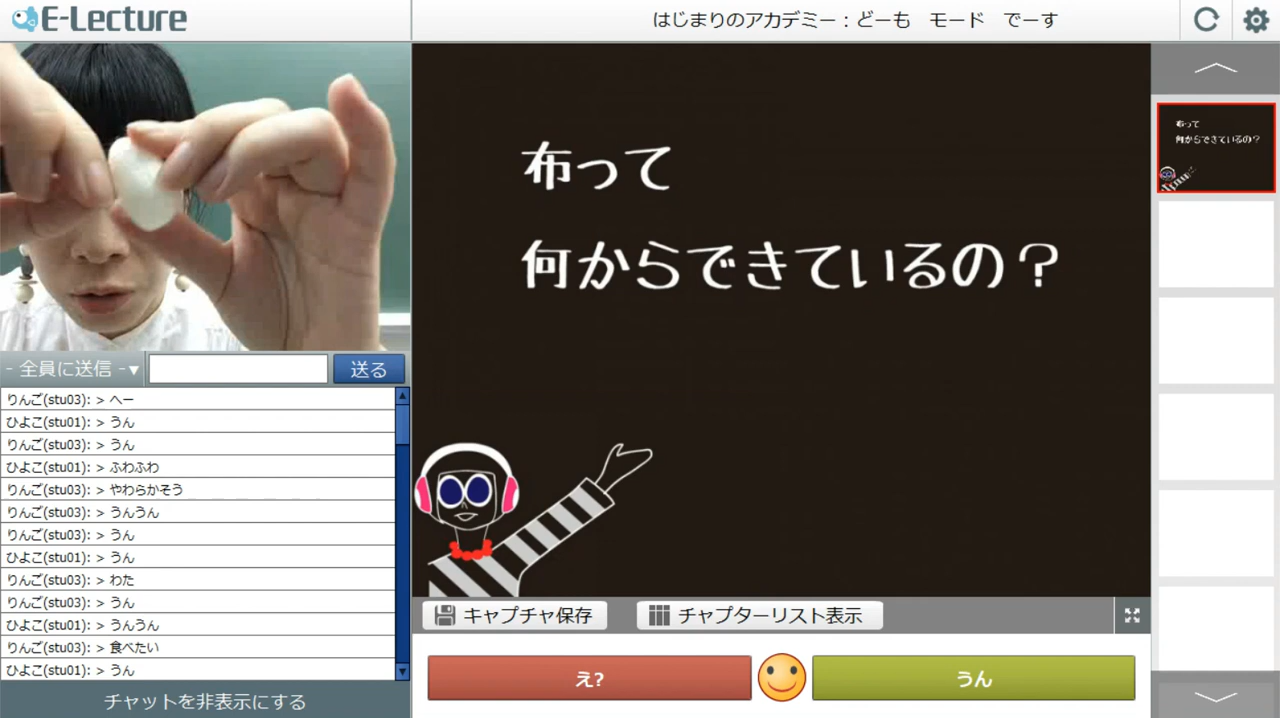 E-Lecture
はじまりのアカデミー：どーも　モード　でーす
布って
何からできているの？
布って
何からできているの？
- 全員に送信 -▼
送る
りんご(stu03): > へー
ひよこ(stu01): > うん
りんご(stu03): > うん
ひよこ(stu01): > ふわふわ
りんご(stu03): > やわらかそう
りんご(stu03): > うんうん
りんご(stu03): > うん
ひよこ(stu01): > うん
りんご(stu03): > わた
りんご(stu03): > うん
ひよこ(stu01): > うんうん
りんご(stu03): > 食べたい
ひよこ(stu01): > うん
チャットを非表示にする
キャプチャ保存
チャプターリスト表示
え?
うん